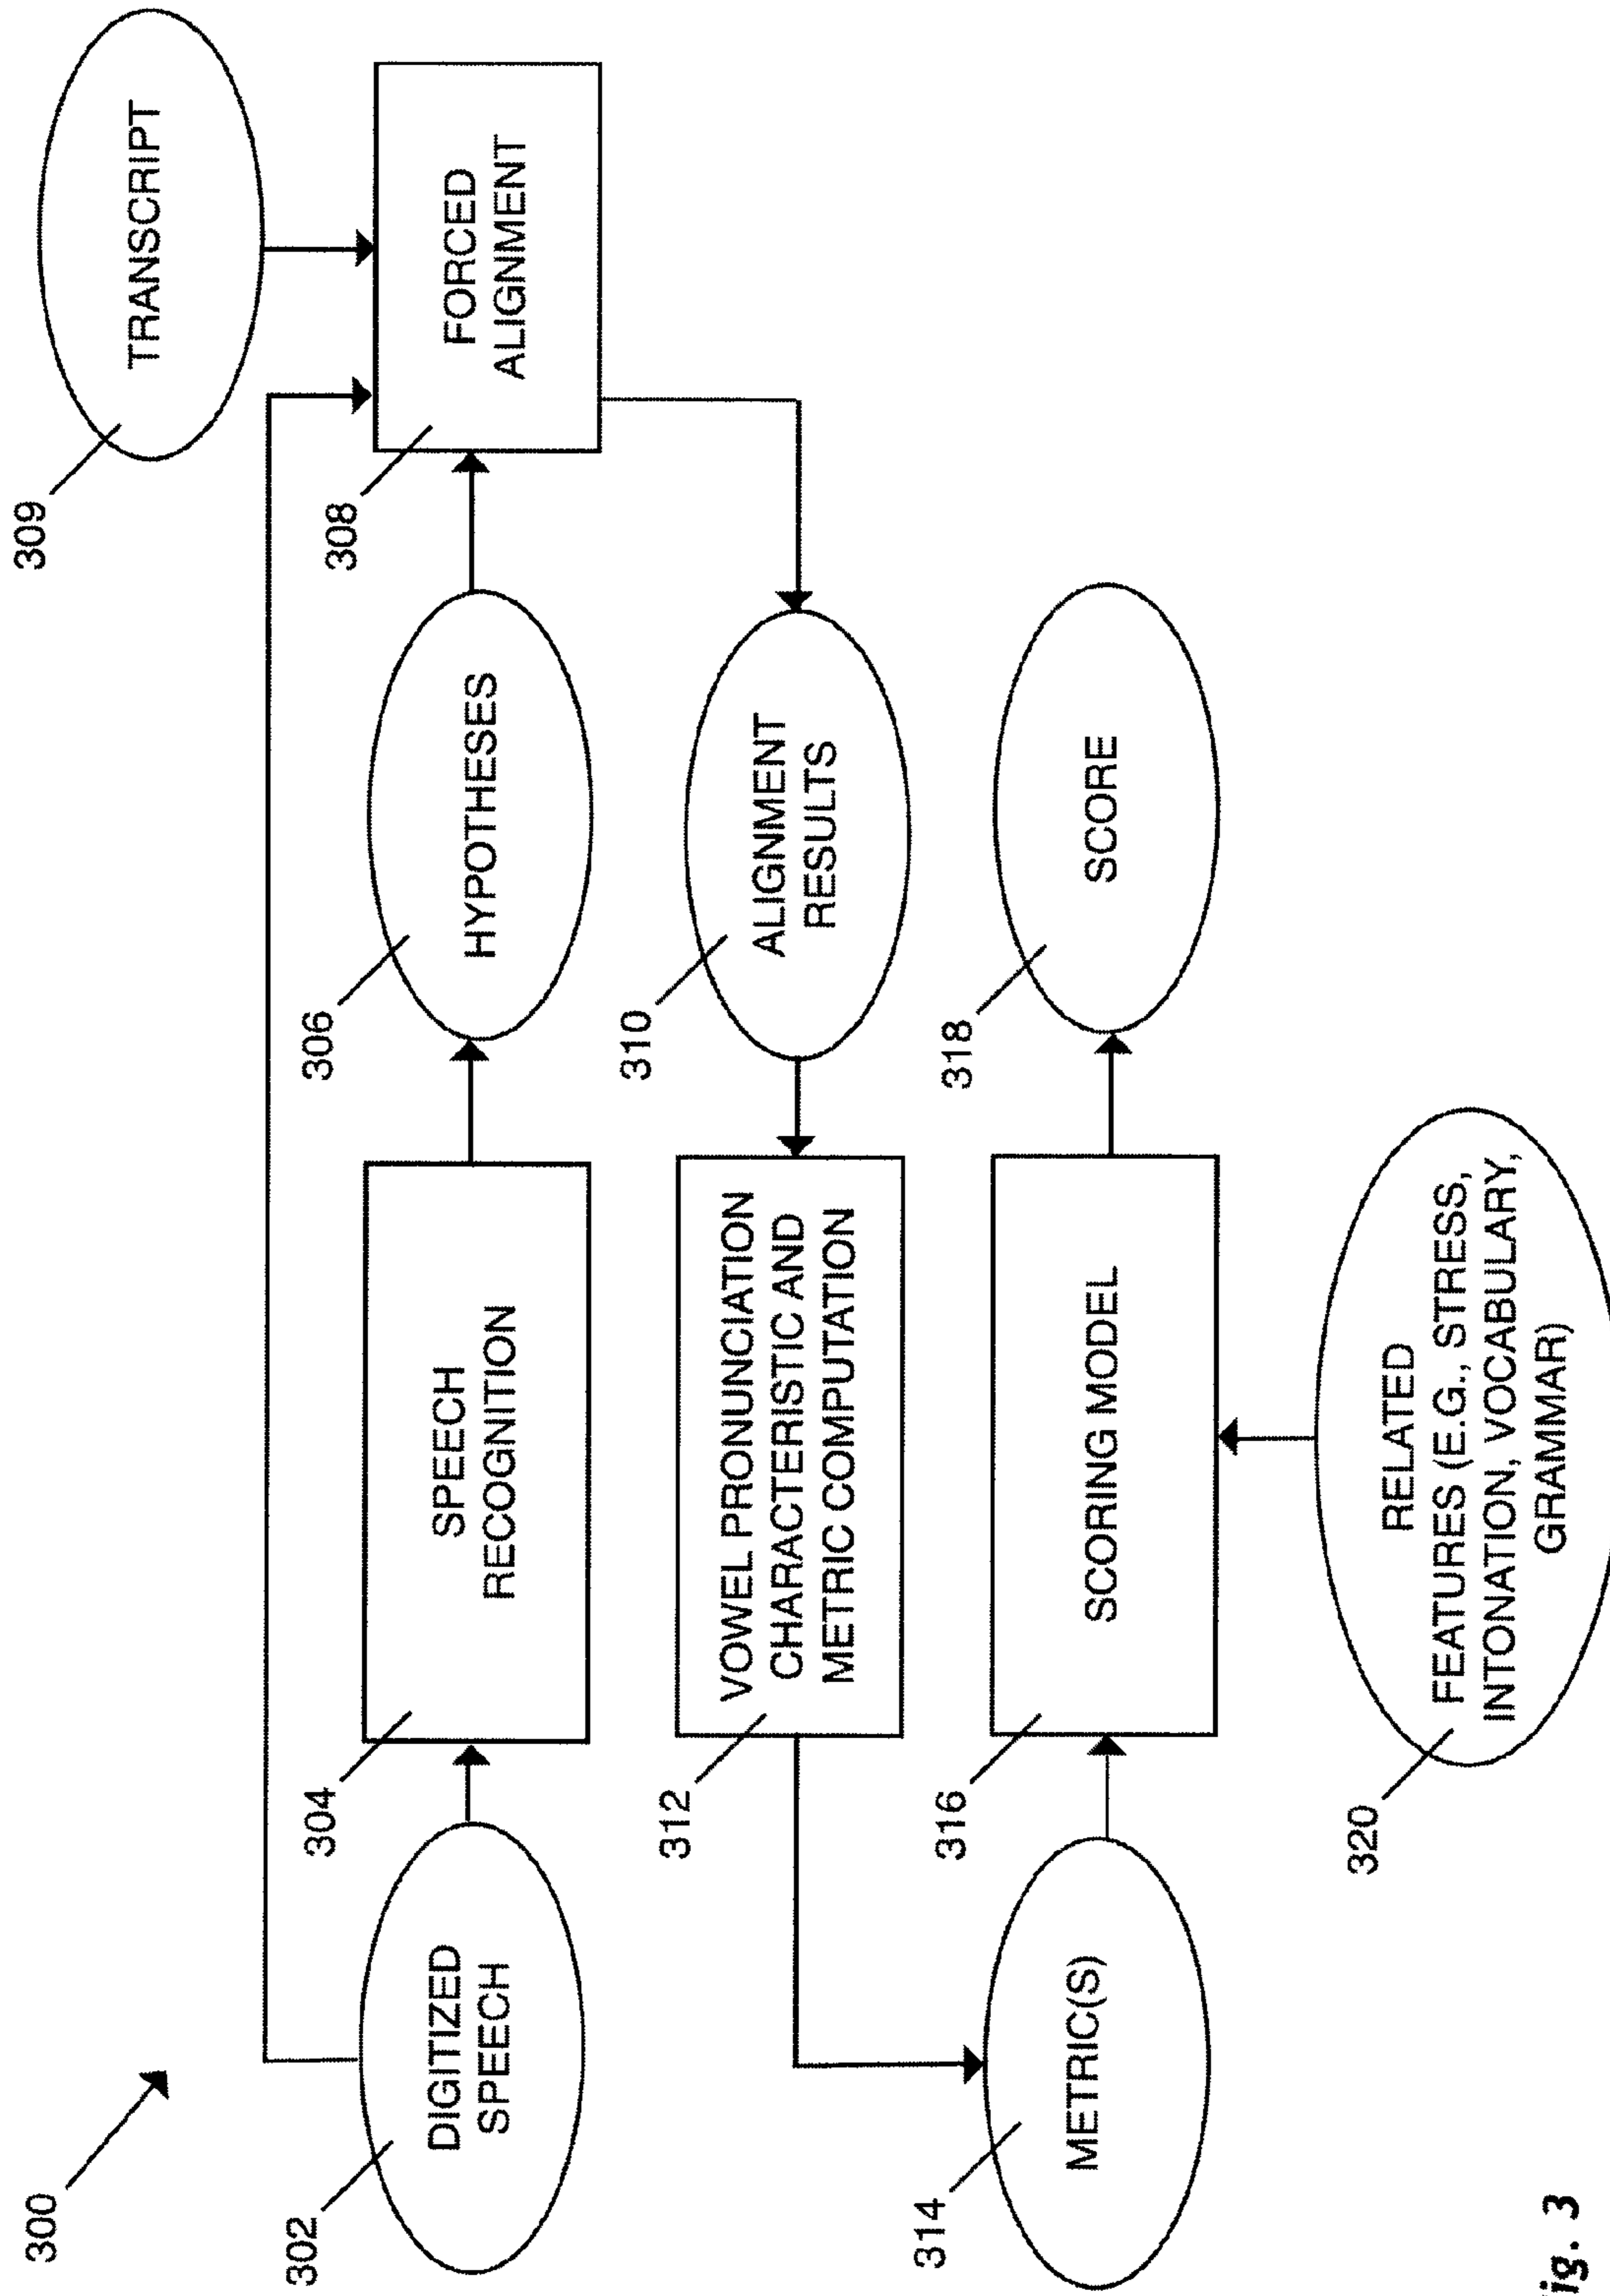 300
309
TRANSCRIPT
302
DIGITIZED
SPEECH
304
SPEECH
RECOGNITION
306
HYPOTHESES
308
FORCED
ALIGNMENT
312
VOWEL PRONUNCIATION
CHARACTERISTIC AND
METRIC COMPUTATION
310
ALIGNMENT
RESULTS
314
METRIC(S)
316
SCORING MODEL
318
SCORE
320
RELATED
FEATURES (E.G., STRESS,
INTONATION, VOCABULARY,
GRAMMAR)
ig. 3